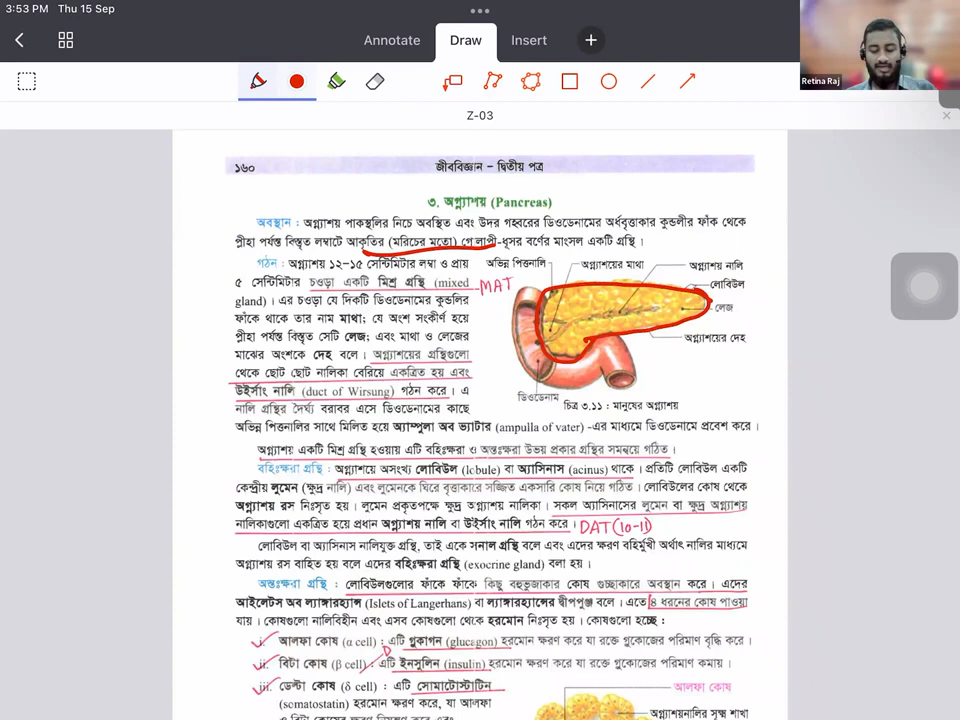 3:53 PM Thu 15 Sep
Annotate Draw Insert
Retina Raj
Z-03
১৬০ জীববিজ্ঞান – দ্বিতীয় পত্র
৩. অগ্ন্যাশয় (Pancreas)
অবস্থান : অগ্ন্যাশয় পাকস্থলির নিচে অবস্থিত এবং উদর গহ্বরের ডিওডেনামের অর্ধবৃত্তাকার কুন্ডলীর ফাঁক থেকে
প্লীহা পর্যন্ত বিস্তৃত লম্বাটে আকৃতির (মরিচের মতো) গোলাপী-ধূসর বর্ণের মাংসল একটি গ্রন্থি।
গঠন : অগ্ন্যাশয় ১২-১৫ সেন্টিমিটার লম্বা ও প্রায়
৫ সেন্টিমিটার চওড়া একটি মিশ্র গ্রন্থি (mixed
gland)। এর চওড়া যে দিকটি ডিওডেনামের কুন্ডলির
ফাঁকে থাকে তার নাম মাথা; যে অংশ সংকীর্ণ হয়ে
প্লীহা পর্যন্ত বিস্তৃত সেটি লেজ; এবং মাথা ও লেজের
মাঝের অংশকে দেহ বলে। অগ্ন্যাশয়ের গ্রন্থিগুলো
থেকে ছোট ছোট নালিকা বেরিয়ে একত্রিত হয় এবং
উইর্সাং নালি (duct of Wirsung) গঠন করে। এ
নালি গ্রন্থির দৈর্ঘ্য বরাবর এসে ডিওডেনামের কাছে
অভিন্ন পিত্তনালির সাথে মিলিত হয়ে অ্যাম্পুলা অব ভ্যাটার (ampulla of vater) -এর মাধ্যমে ডিওডেনামে প্রবেশ করে।
MAT
অভিন্ন পিত্তনালি
অগ্ন্যাশয়ের মাথা
অগ্ন্যাশয় নালি
লোবিউল
লেজ
অগ্ন্যাশয়ের দেহ
ডিওডেনাম
চিত্র ৩.১১ : মানুষের অগ্ন্যাশয়
অগ্ন্যাশয় একটি মিশ্র গ্রন্থি হওয়ায় এটি বহিঃক্ষরা ও অন্তঃক্ষরা উভয় প্রকার গ্রন্থির সমন্বয়ে গঠিত।
বহিঃক্ষরা গ্রন্থি : অগ্ন্যাশয়ে অসংখ্য লোবিউল (lobule) বা অ্যাসিনাস (acinus) থাকে। প্রতিটি লোবিউল একটি
কেন্দ্রীয় লুমেন (ক্ষুদ্র নালি) এবং লুমেনকে ঘিরে বৃত্তাকারে সজ্জিত একসারি কোষ নিয়ে গঠিত। লোবিউলের কোষ থেকে
অগ্ন্যাশয় রস নিঃসৃত হয়। লুমেন প্রকৃতপক্ষে ক্ষুদ্র অগ্ন্যাশয় নালিকা। সকল অ্যাসিনাসের লুমেন বা ক্ষুদ্র অগ্ন্যাশয়
নালিকাগুলো একত্রিত হয়ে প্রধান অগ্ন্যাশয় নালি বা উইর্সাং নালি গঠন করে। DAT (10-11)
লোবিউল বা অ্যাসিনাস নালিযুক্ত গ্রন্থি, তাই একে সনাল গ্রন্থি বলে এবং এদের ক্ষরণ বহির্মুখী অর্থাৎ নালির মাধ্যমে
অগ্ন্যাশয় রস বাহিত হয় বলে এদের বহিঃক্ষরা গ্রন্থি (exocrine gland) বলা হয়।
অন্তঃক্ষরা গ্রন্থি : লোবিউলগুলোর ফাঁকে ফাঁকে কিছু বহুভুজাকার কোষ গুচ্ছাকারে অবস্থান করে। এদের
আইলেটস অব ল্যাঙ্গারহ্যান্স (Islets of Langerhans) বা ল্যাঙ্গারহ্যান্সের দ্বীপপুঞ্জ বলে। এতে ৪ ধরনের কোষ পাওয়া
যায়। কোষগুলো নালিবিহীন এবং এসব কোষগুলো থেকে হরমোন নিঃসৃত হয়। কোষগুলো হচ্ছে :
i. আলফা কোষ (α cell) : এটি গ্লুকাগন (glucagon) হরমোন ক্ষরণ করে যা রক্তে গ্লুকোজের পরিমাণ বৃদ্ধি করে।
D
ii. বিটা কোষ (β cell) : এটি ইনসুলিন (insulin) হরমোন ক্ষরণ করে যা রক্তে গ্লুকোজের পরিমাণ কমায়।
iii. ডেল্টা কোষ (δ cell) : এটি সোমাটোস্টাটিন
(somatostatin) হরমোন ক্ষরণ করে, যা আলফা
আলফা কোষ
অগ্ন্যাশয়নালির সূক্ষ্ম শাখা